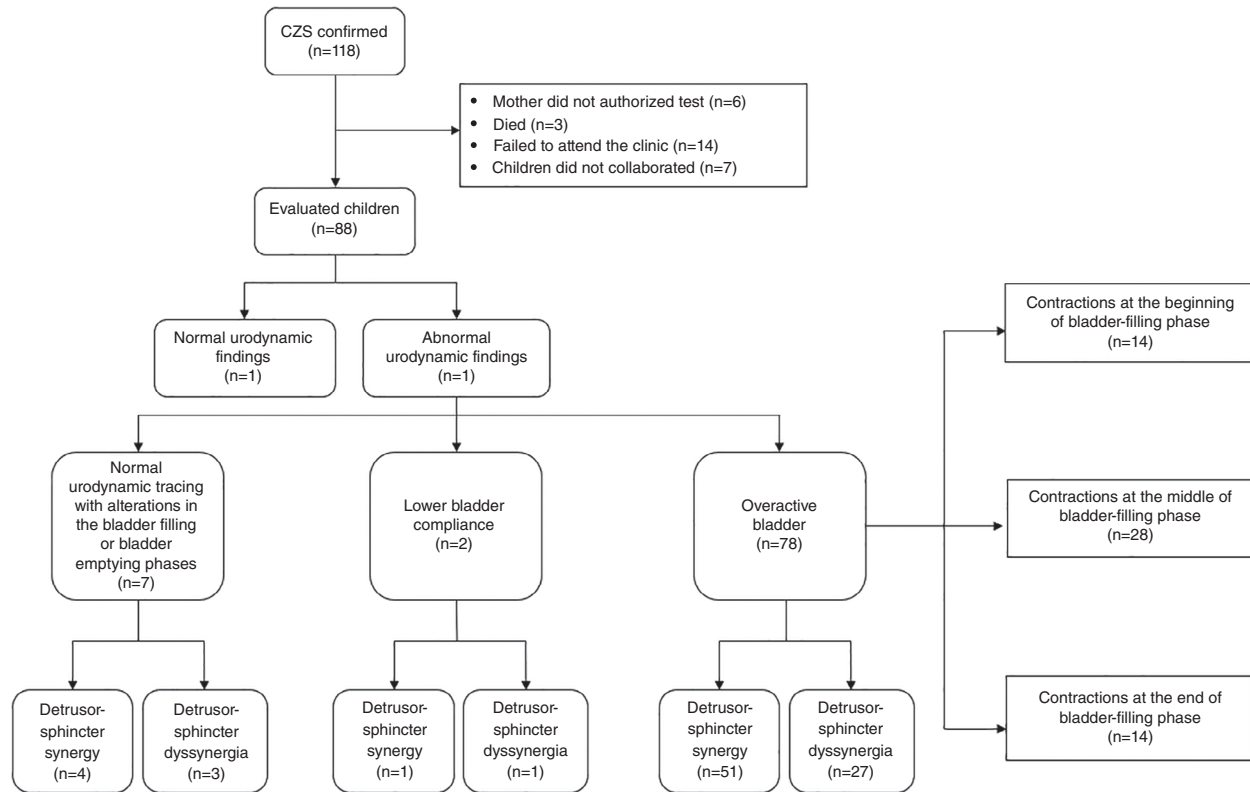 CZS confirmed
(n=118)
• Mother did not authorized test (n=6)
• Died (n=3)
• Failed to attend the clinic (n=14)
• Children did not collaborated (n=7)
Evaluated children
(n=88)
Normal urodynamic
findings
(n=1)
Abnormal
urodynamic findings
(n=1)
Contractions at the beginning
of bladder-filling phase
(n=14)
Normal
urodynamic tracing
with alterations in
the bladder filling
or bladder
emptying phases
(n=7)
Lower bladder
compliance
(n=2)
Overactive
bladder
(n=78)
Contractions at the middle of
bladder-filling phase
(n=28)
Detrusor-
sphincter
synergy
(n=4)
Detrusor-
sphincter
dyssynergia
(n=3)
Detrusor-
sphincter
synergy
(n=1)
Detrusor-
sphincter
dyssynergia
(n=1)
Detrusor-
sphincter
synergy
(n=51)
Detrusor-
sphincter
dyssynergia
(n=27)
Contractions at the end of
bladder-filling phase
(n=14)